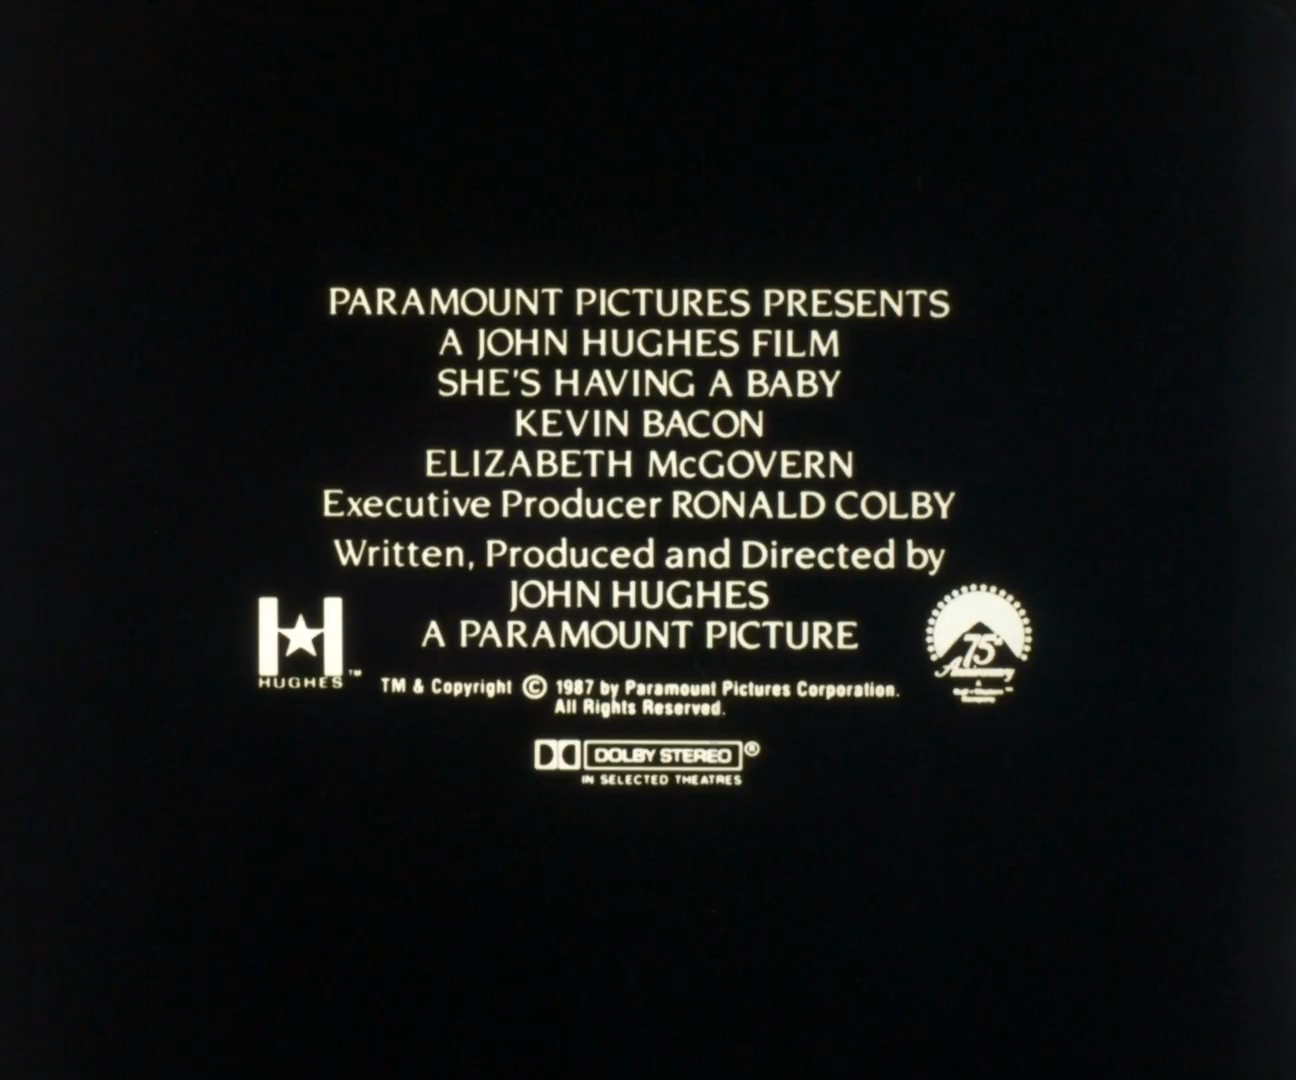 PARAMOUNT PICTURES PRESENTS
A JOHN HUGHES FILM
SHE'S HAVING A BABY
KEVIN BACON
ELIZABETH McGOVERN
Executive Producer RONALD COLBY
Written, Produced and Directed by
JOHN HUGHES
A PARAMOUNT PICTURE
HUGHES ™
TM & Copyright © 1987 by Paramount Pictures Corporation.
All Rights Reserved.
75
Anniversary
DOLBY STEREO ®
IN SELECTED THEATRES